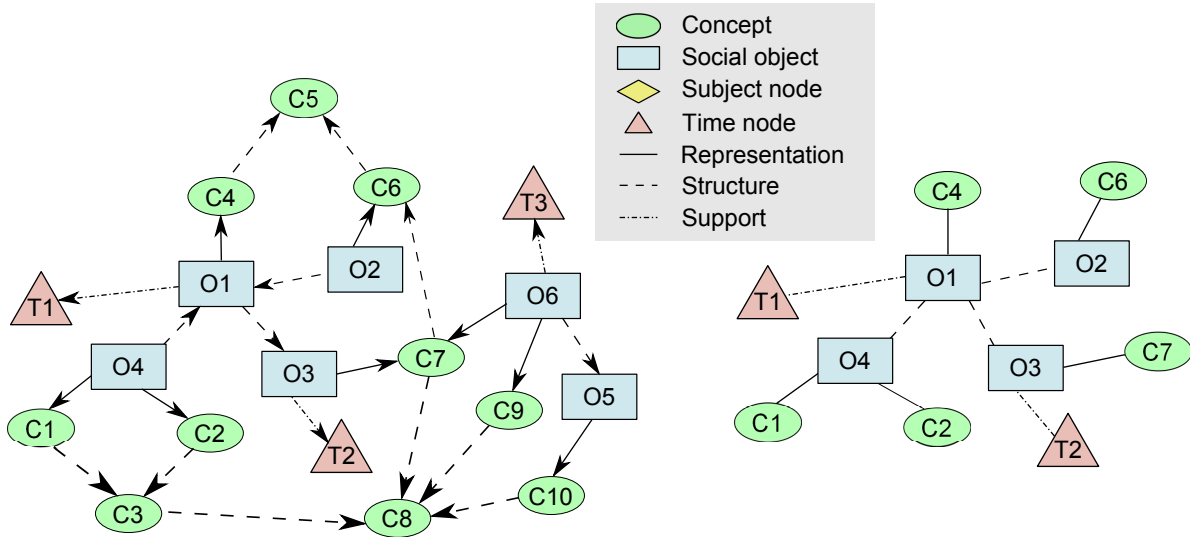 Concept
Social object
Subject node
Time node
Representation
Structure
Support
C5
C4
C6
T3
O1
O2
T1
O6
O4
O3
C7
O5
C1
C2
C9
T2
C3
C8
C10
C4
C6
O1
O2
T1
O4
O3
C7
C1
C2
T2